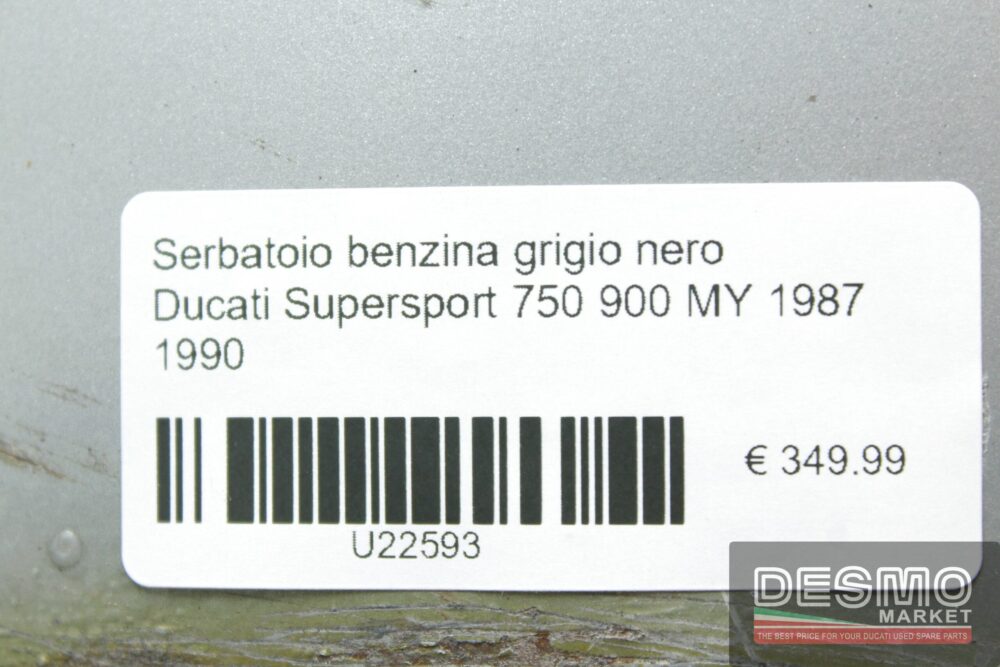 Serbatoio benzina grigio nero
Ducati Supersport 750 900 MY 1987
1990
€ 349.99
U22593
DESMO
MARKET
THE BEST PRICE FOR YOUR DUCATI USED SPARE PARTS